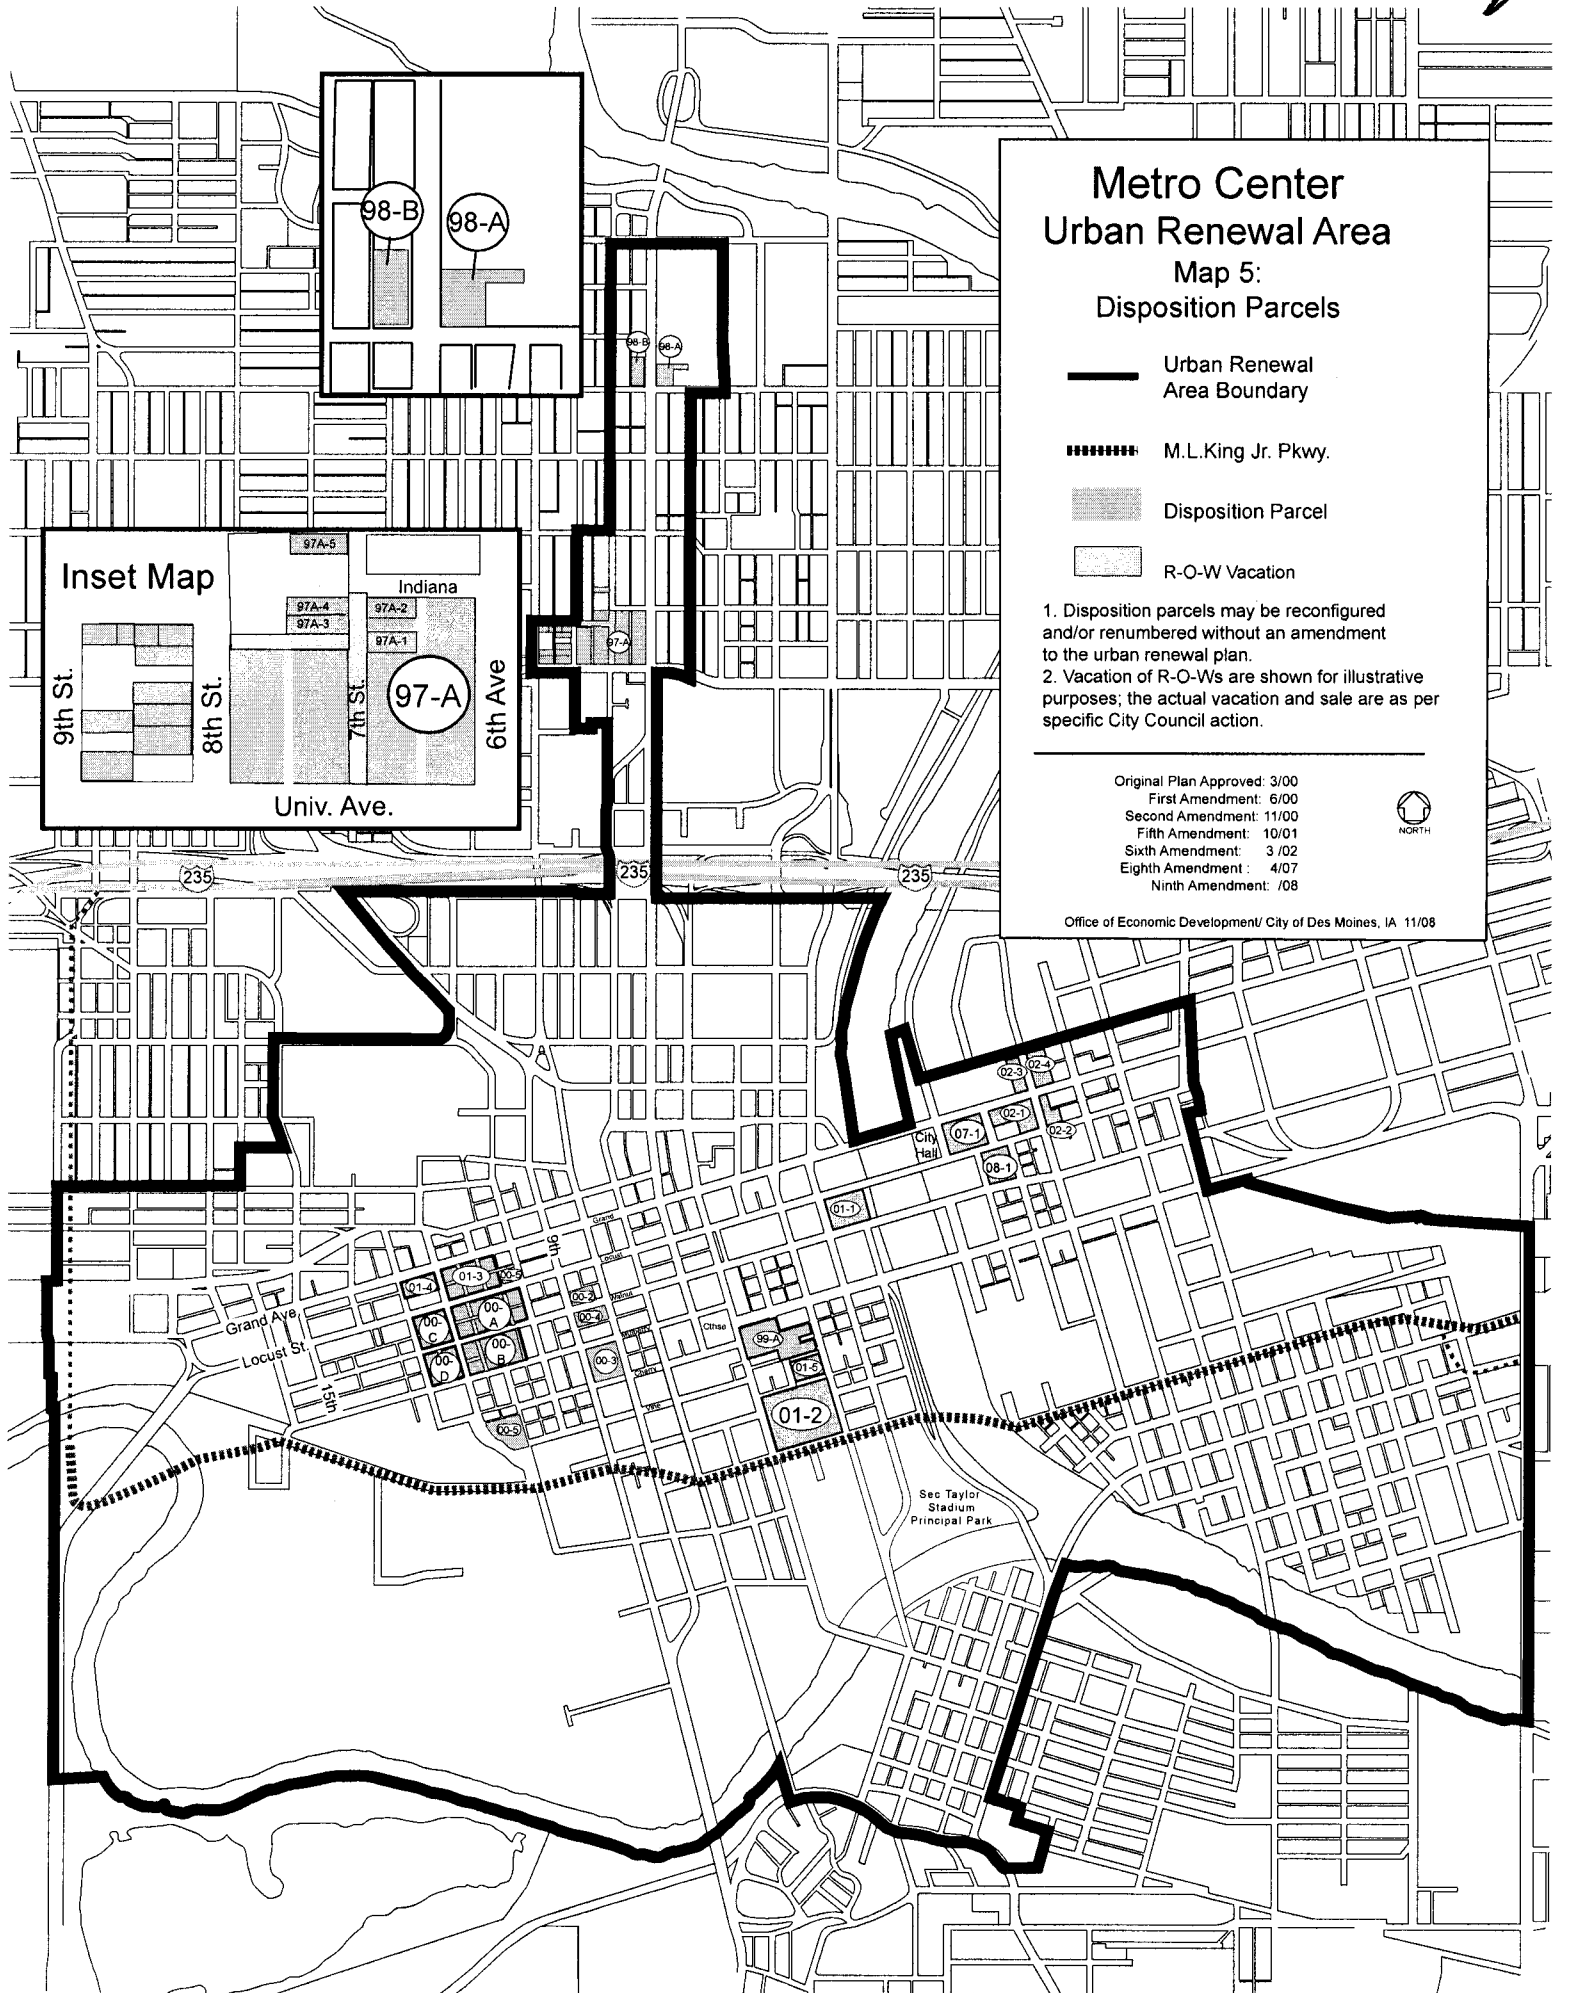 Metro Center
Urban Renewal Area
Map 5:
Disposition Parcels
Urban Renewal
Area Boundary
M.L.King Jr. Pkwy.
Disposition Parcel
R-O-W Vacation
1. Disposition parcels may be reconfigured
and/or renumbered without an amendment
to the urban renewal plan.
2. Vacation of R-O-Ws are shown for illustrative
purposes; the actual vacation and sale are as per
specific City Council action.
Original Plan Approved: 3/00
First Amendment: 6/00
Second Amendment: 11/00
Fifth Amendment: 10/01
Sixth Amendment: 3 /02
Eighth Amendment : 4/07
Ninth Amendment: /08
NORTH
Office of Economic Development/ City of Des Moines, IA 11/08
98-B
98-A
98-B
98-A
Inset Map
97A-5
Indiana
97A-4
97A-2
97A-3
97A-1
97-A
9th St.
8th St.
7th St.
6th Ave
Univ. Ave.
97-A
235
235
235
02-3
02-4
02-1
02-2
07-1
City
Hall
08-1
01-1
Grand
9th
Locust
01-3
00-5
01-4
00-2
Walnut
00-
A
00-4
00-
C
Mulberry
Cthse
99-A
Grand Ave.
Locust St.
00-
B
00-
D
00-3
Cherry
01-5
15th
Vine
01-2
00-5
Sec Taylor
Stadium
Principal Park